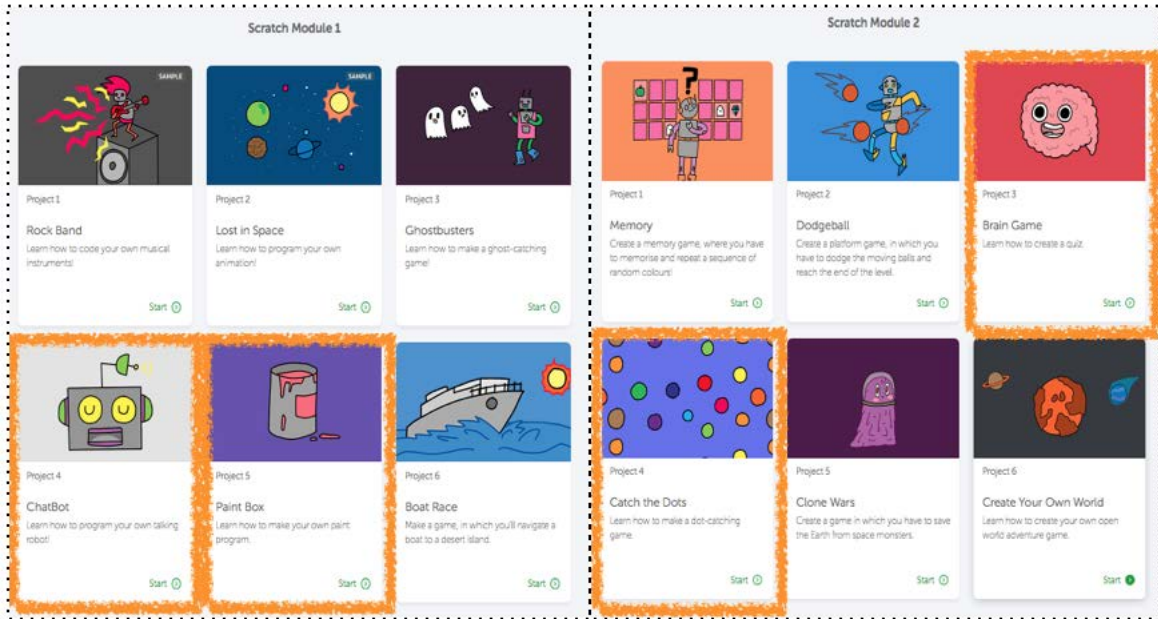 Scratch Module 1
SAMPLE
Project 1
Rock Band
Learn how to code your own musical
instruments!
Start
SAMPLE
Project 2
Lost in Space
Learn how to program your own
animation!
Start
Project 3
Ghostbusters
Learn how to make a ghost-catching
game!
Start
Project 4
ChatBot
Learn how to program your own talking
robot!
Start
Project 5
Paint Box
Learn how to make your own paint
program.
Start
Project 6
Boat Race
Make a game, in which you'll navigate a
boat to a desert island.
Start
Scratch Module 2
?
Project 1
Memory
Create a memory game, where you have
to memorise and repeat a sequence of
random colours!
Start
Project 2
Dodgeball
Create a platform game, in which you
have to dodge the moving balls and
reach the end of the level.
Start
Project 3
Brain Game
Learn how to create a quiz.
Start
Project 4
Catch the Dots
Learn how to make a dot-catching
game.
Start
Project 5
Clone Wars
Create a game in which you have to save
the Earth from space monsters.
Start
Project 6
Create Your Own World
Learn how to create your own open
world adventure game.
Start